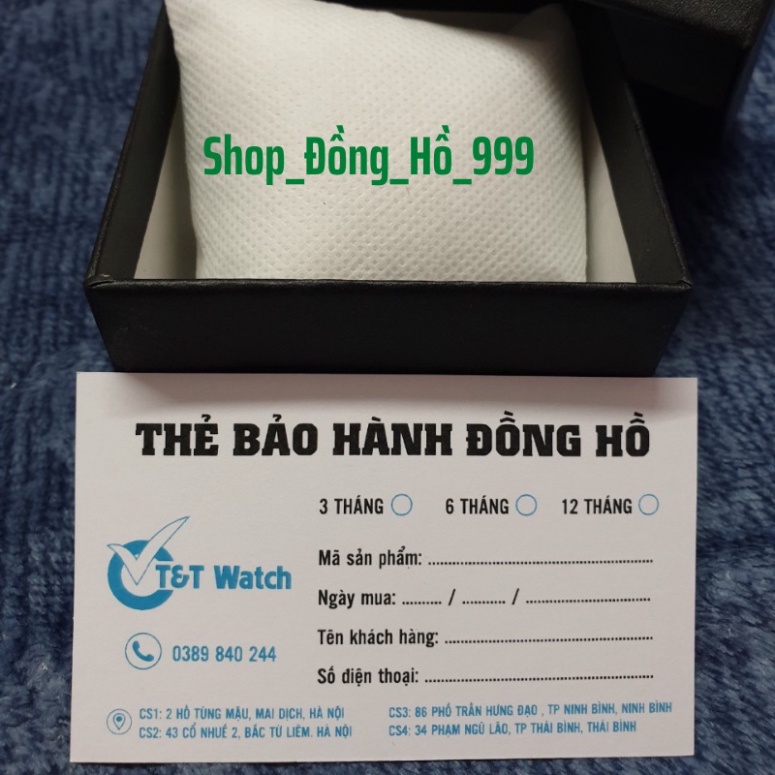 Shop_Đồng_Hồ_999
THẺ BẢO HÀNH ĐỒNG HỒ
3 THÁNG 6 THÁNG 12 THÁNG
T&T Watch
0389 840 244
Mã sản phẩm: ................................
Ngày mua: ......... / .......... / ..........................
Tên khách hàng: ................................
Số điện thoại: ................................
CS1: 2 HỒ TÙNG MẬU, MAI DỊCH, HÀ NỘI
CS2: 43 CỔ NHUẾ 2, BẮC TỪ LIÊM. HÀ NỘI
CS3: 86 PHỐ TRẦN HƯNG ĐẠO , TP NINH BÌNH, NINH BÌNH
CS4: 34 PHẠM NGŨ LÃO, TP THÁI BÌNH, THÁI BÌNH